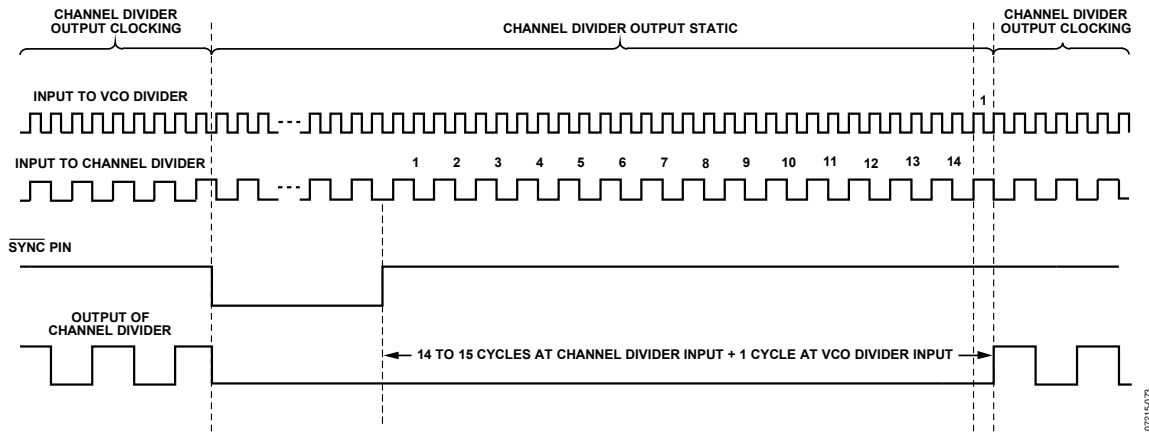 CHANNEL DIVIDER
OUTPUT CLOCKING
CHANNEL DIVIDER OUTPUT STATIC
CHANNEL DIVIDER
OUTPUT CLOCKING
INPUT TO VCO DIVIDER
1
INPUT TO CHANNEL DIVIDER
1 2 3 4 5 6 7 8 9 10 11 12 13 14
SYNC PIN
OUTPUT OF
CHANNEL DIVIDER
14 TO 15 CYCLES AT CHANNEL DIVIDER INPUT + 1 CYCLE AT VCO DIVIDER INPUT
07215-073